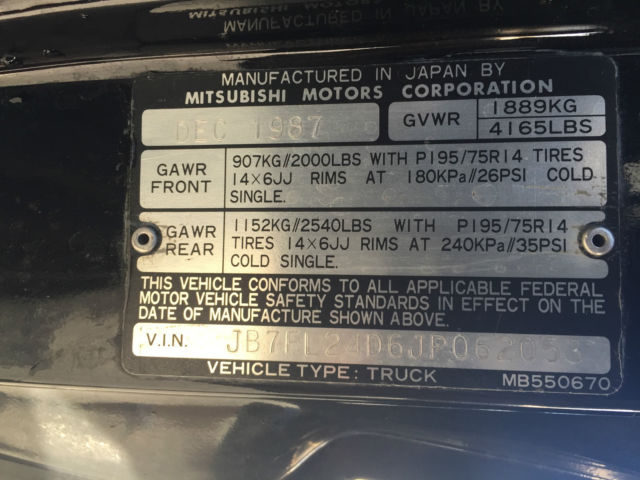 MANUFACTURED IN JAPAN BY
MITSUBISHI MOTORS CORPORATION
DEC 1987
GVWR
1889KG
4165LBS
GAWR
FRONT
907KG//2000LBS WITH P195/75R14 TIRES
14×6JJ RIMS AT 180KPa//26PSI COLD
SINGLE.
GAWR
REAR
1152KG//2540LBS WITH P195/75R14
TIRES 14×6JJ RIMS AT 240KPa//35PSI
COLD SINGLE.
THIS VEHICLE CONFORMS TO ALL APPLICABLE FEDERAL
MOTOR VEHICLE SAFETY STANDARDS IN EFFECT ON THE
DATE OF MANUFACTURE SHOWN ABOVE.
V.I.N. JB7FL24D6JP062053
VEHICLE TYPE: TRUCK
MB550670